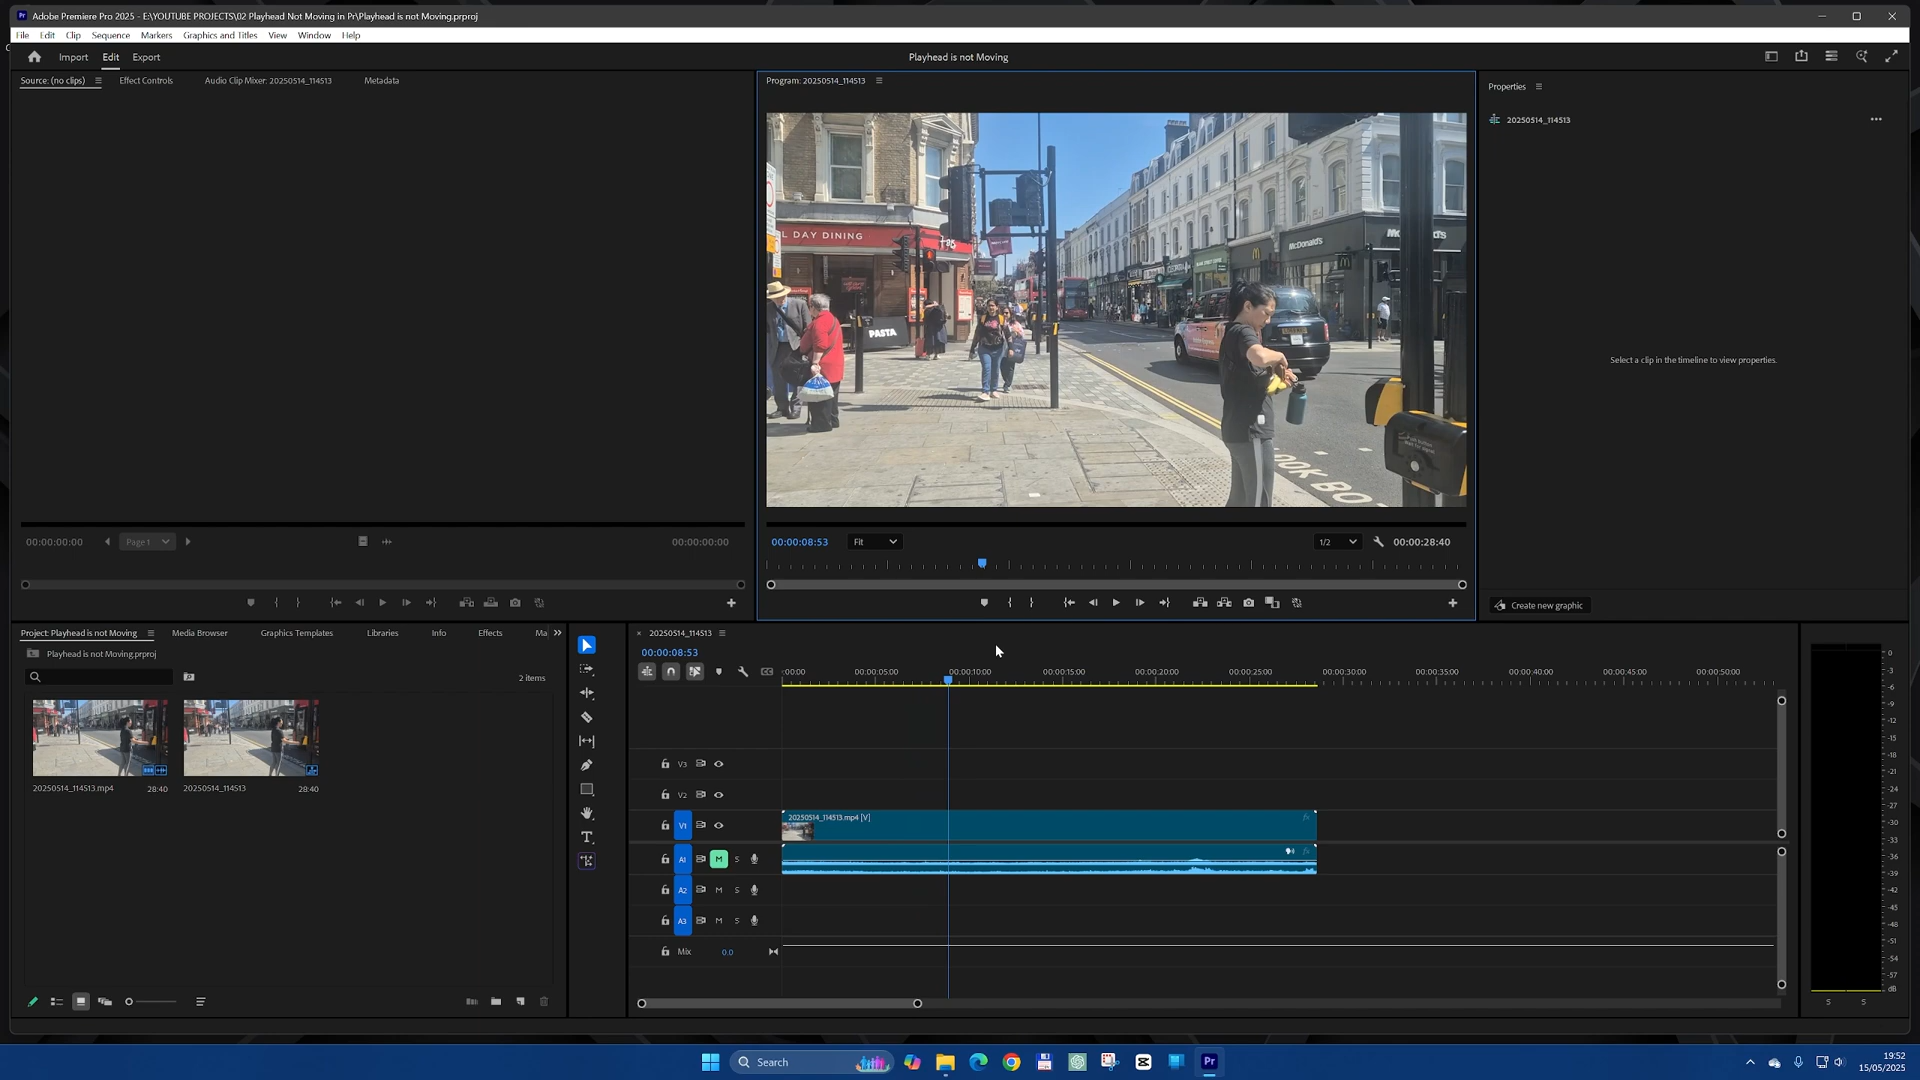 Adobe Premiere Pro 2025 - E:\YOUTUBE PROJECTS\02 Playhead Not Moving in Pr\Playhead is not Moving.prproj
File Edit Clip Sequence Markers Graphics and Titles View Window Help
Import Edit Export
Playhead is not Moving
Source: (no clips) Effect Controls Audio Clip Mixer: 20250514_114513 Metadata
Program: 20250514_114513
Properties
20250514_114513
L DAY DINING
PASTA
McDonald's
LOOK BO
Select a clip in the timeline to view properties.
00:00:00:00 Page 1 00:00:00:00
00:00:08:53 Fit 1/2 00:00:28:40
Create new graphic
Project: Playhead is not Moving Media Browser Graphics Templates Libraries Info Effects Ma
Playhead is not Moving.prproj
2 items
20250514_114513.mp4 28:40
20250514_114513 28:40
20250514_114513
00:00:08:53
:00:00 00:00:05:00 00:00:10:00 00:00:15:00 00:00:20:00 00:00:25:00 00:00:30:00 00:00:35:00 00:00:40:00 00:00:45:00 00:00:50:00
V3
V2
V1 20250514_114513.mp4 [V] fx
A1 M S fx
A2 M S
A3 M S
Mix 0.0
0
-3
-6
-9
-12
-15
-18
-21
-24
-27
-30
-33
-36
-39
-42
-45
-48
-51
-54
-57
dB
S S
Search
19:52
15/05/2025